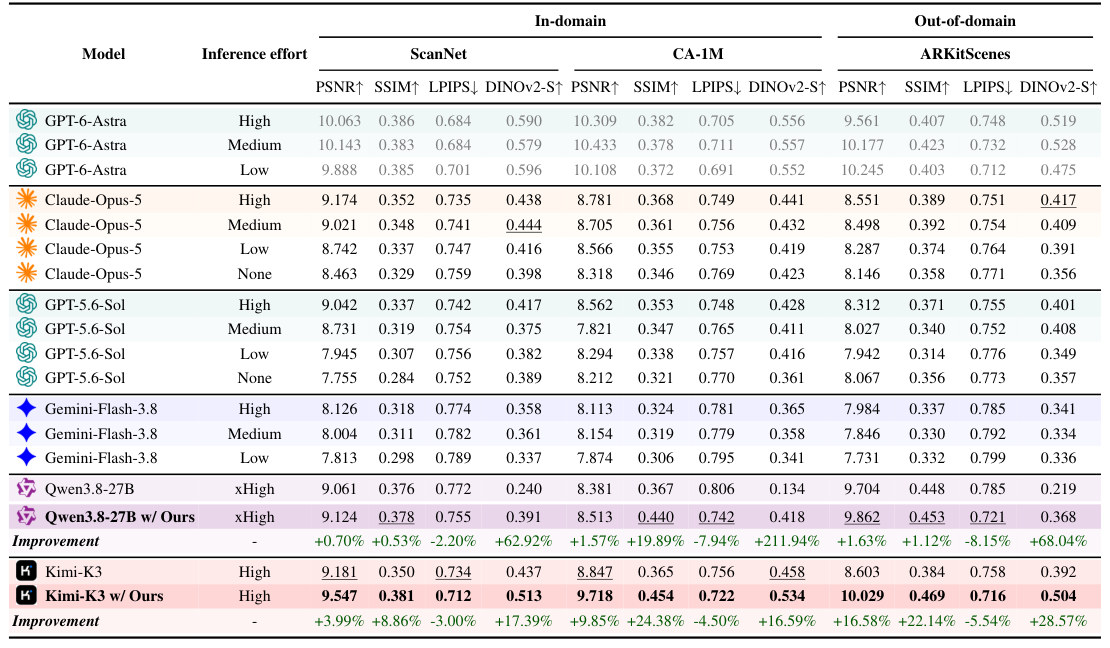 In-domain Out-of-domain
Model Inference effort ScanNet CA-1M ARKitScenes
PSNR↑ SSIM↑ LPIPS↓ DINOv2-S↑ PSNR↑ SSIM↑ LPIPS↓ DINOv2-S↑ PSNR↑ SSIM↑ LPIPS↓ DINOv2-S↑
GPT-6-Astra High 10.063 0.386 0.684 0.590 10.309 0.382 0.705 0.556 9.561 0.407 0.748 0.519
GPT-6-Astra Medium 10.143 0.383 0.684 0.579 10.433 0.378 0.711 0.557 10.177 0.423 0.732 0.528
GPT-6-Astra Low 9.888 0.385 0.701 0.596 10.108 0.372 0.691 0.552 10.245 0.403 0.712 0.475
Claude-Opus-5 High 9.174 0.352 0.735 0.438 8.781 0.368 0.749 0.441 8.551 0.389 0.751 0.417
Claude-Opus-5 Medium 9.021 0.348 0.741 0.444 8.705 0.361 0.756 0.432 8.498 0.392 0.754 0.409
Claude-Opus-5 Low 8.742 0.337 0.747 0.416 8.566 0.355 0.753 0.419 8.287 0.374 0.764 0.391
Claude-Opus-5 None 8.463 0.329 0.759 0.398 8.318 0.346 0.769 0.423 8.146 0.358 0.771 0.356
GPT-5.6-Sol High 9.042 0.337 0.742 0.417 8.562 0.353 0.748 0.428 8.312 0.371 0.755 0.401
GPT-5.6-Sol Medium 8.731 0.319 0.754 0.375 7.821 0.347 0.765 0.411 8.027 0.340 0.752 0.408
GPT-5.6-Sol Low 7.945 0.307 0.756 0.382 8.294 0.338 0.757 0.416 7.942 0.314 0.776 0.349
GPT-5.6-Sol None 7.755 0.284 0.752 0.389 8.212 0.321 0.770 0.361 8.067 0.356 0.773 0.357
Gemini-Flash-3.8 High 8.126 0.318 0.774 0.358 8.113 0.324 0.781 0.365 7.984 0.337 0.785 0.341
Gemini-Flash-3.8 Medium 8.004 0.311 0.782 0.361 8.154 0.319 0.779 0.358 7.846 0.330 0.792 0.334
Gemini-Flash-3.8 Low 7.813 0.298 0.789 0.337 7.874 0.306 0.795 0.341 7.731 0.332 0.799 0.336
Qwen3.8-27B xHigh 9.061 0.376 0.772 0.240 8.381 0.367 0.806 0.134 9.704 0.448 0.785 0.219
Qwen3.8-27B w/ Ours xHigh 9.124 0.378 0.755 0.391 8.513 0.440 0.742 0.418 9.862 0.453 0.721 0.368
Improvement - +0.70% +0.53% -2.20% +62.92% +1.57% +19.89% -7.94% +211.94% +1.63% +1.12% -8.15% +68.04%
Kimi-K3 High 9.181 0.350 0.734 0.437 8.847 0.365 0.756 0.458 8.603 0.384 0.758 0.392
Kimi-K3 w/ Ours High 9.547 0.381 0.712 0.513 9.718 0.454 0.722 0.534 10.029 0.469 0.716 0.504
Improvement - +3.99% +8.86% -3.00% +17.39% +9.85% +24.38% -4.50% +16.59% +16.58% +22.14% -5.54% +28.57%